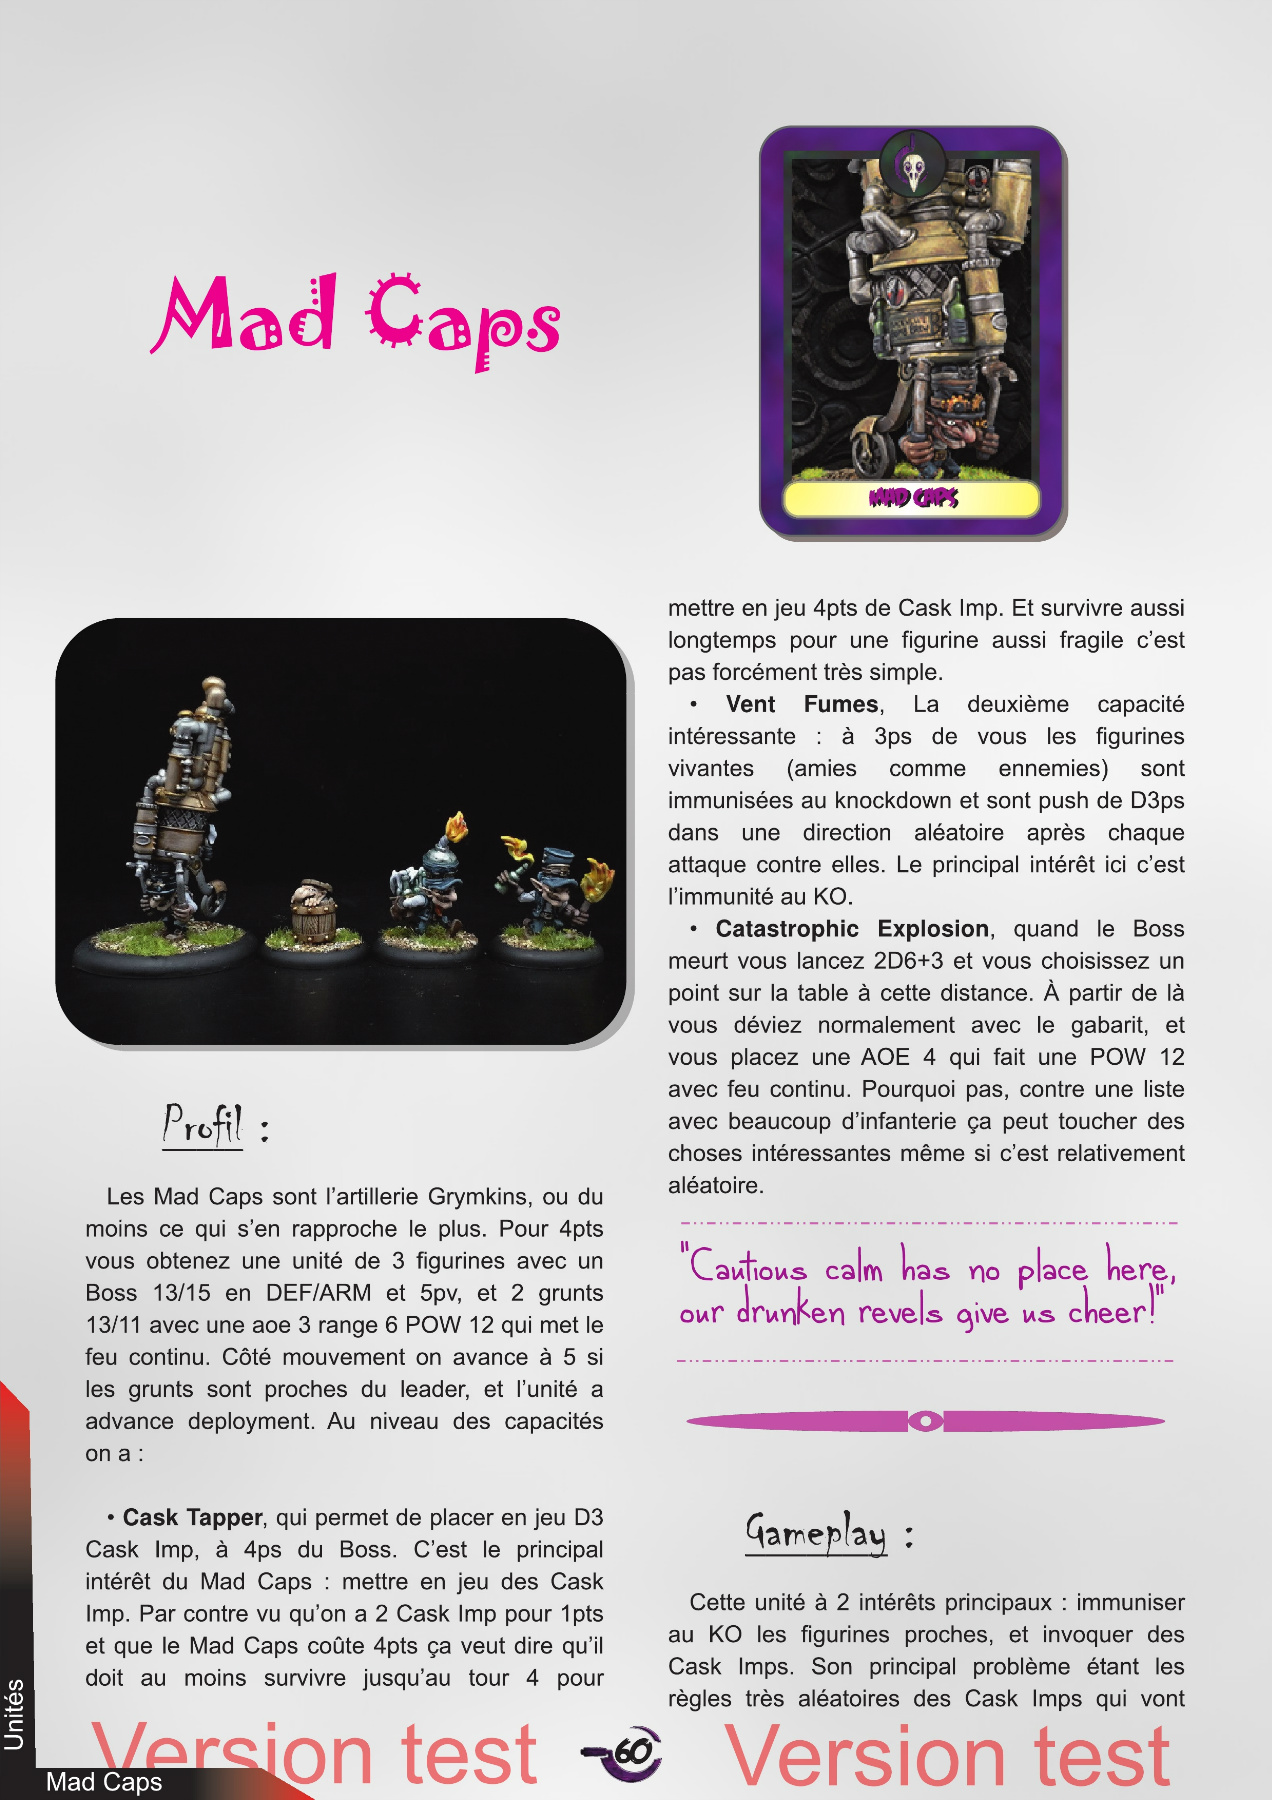 Mad Caps
MAD CAPS
Profil :
Les Mad Caps sont l’artillerie Grymkins, ou du
moins ce qui s’en rapproche le plus. Pour 4pts
vous obtenez une unité de 3 figurines avec un
Boss 13/15 en DEF/ARM et 5pv, et 2 grunts
13/11 avec une aoe 3 range 6 POW 12 qui met le
feu continu. Côté mouvement on avance à 5 si
les grunts sont proches du leader, et l’unité a
advance deployment. Au niveau des capacités
on a :
• Cask Tapper, qui permet de placer en jeu D3
Cask Imp, à 4ps du Boss. C’est le principal
intérêt du Mad Caps : mettre en jeu des Cask
Imp. Par contre vu qu’on a 2 Cask Imp pour 1pts
et que le Mad Caps coûte 4pts ça veut dire qu’il
doit au moins survivre jusqu’au tour 4 pour
mettre en jeu 4pts de Cask Imp. Et survivre aussi
longtemps pour une figurine aussi fragile c’est
pas forcément très simple.
• Vent Fumes, La deuxième capacité
intéressante : à 3ps de vous les figurines
vivantes (amies comme ennemies) sont
immunisées au knockdown et sont push de D3ps
dans une direction aléatoire après chaque
attaque contre elles. Le principal intérêt ici c’est
l’immunité au KO.
• Catastrophic Explosion, quand le Boss
meurt vous lancez 2D6+3 et vous choisissez un
point sur la table à cette distance. À partir de là
vous déviez normalement avec le gabarit, et
vous placez une AOE 4 qui fait une POW 12
avec feu continu. Pourquoi pas, contre une liste
avec beaucoup d’infanterie ça peut toucher des
choses intéressantes même si c’est relativement
aléatoire.
"Cautious calm has no place here,
our drunken revels give us cheer!"
Gameplay :
Cette unité à 2 intérêts principaux : immuniser
au KO les figurines proches, et invoquer des
Cask Imps. Son principal problème étant les
règles très aléatoires des Cask Imps qui vont
Unités
Mad Caps
Version test
60
Version test